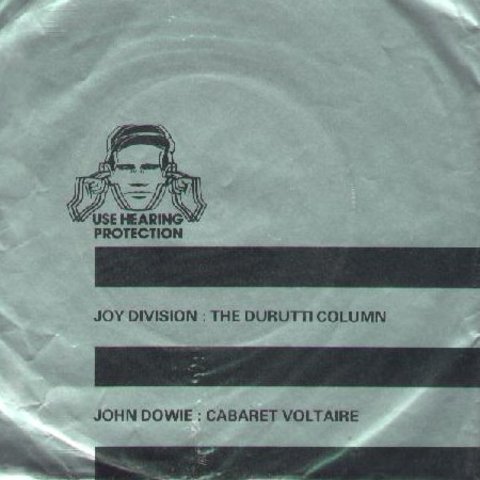 USE HEARING
PROTECTION
JOY DIVISION : THE DURUTTI COLUMN
JOHN DOWIE : CABARET VOLTAIRE